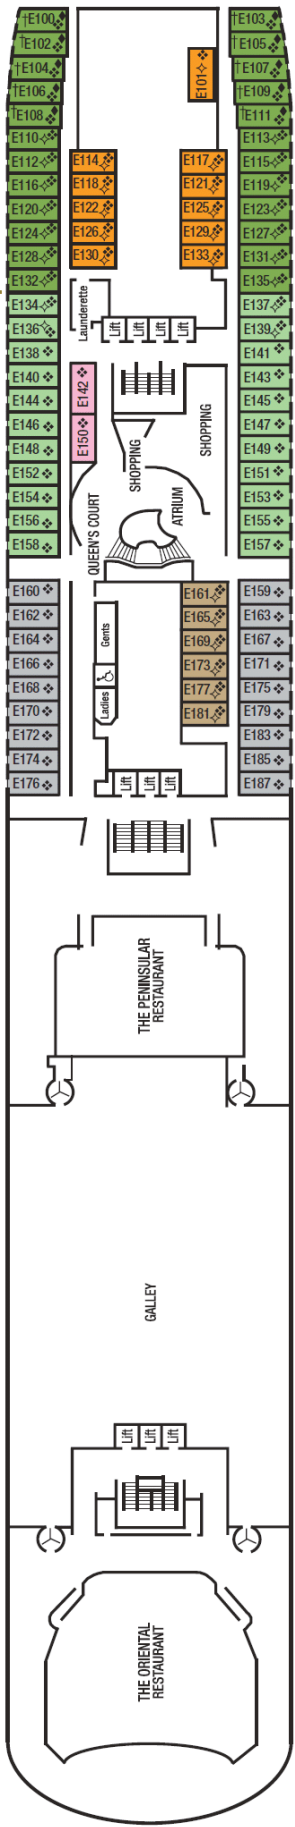 †E100
†E103
†E102
†E105
†E104
†E107
†E106
†E109
†E108
†E111
E101
E110
E113
E112
E114
E117
E115
E116
E118
E121
E119
E120
E122
E125
E123
E124
E126
E129
E127
E128
E130
E133
E131
E132
E135
E134
E137
E136
E139
Launderette
Lift
Lift
Lift
Lift
E138
E141
E140
E142
E143
E144
E145
E146
E150
E147
E148
E149
SHOPPING
SHOPPING
E152
E151
E154
E153
E156
E155
E158
E157
QUEEN'S COURT
ATRIUM
E160
E161
E159
E162
E165
E163
E164
E169
E167
E166
E173
E171
E168
E177
E175
E170
E181
E179
E172
E183
E174
E185
E176
E187
Gents
Ladies
Lift
Lift
Lift
THE PENINSULAR
RESTAURANT
GALLEY
Lift
Lift
Lift
THE ORIENTAL
RESTAURANT